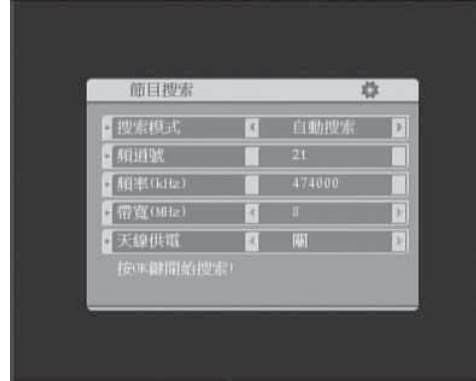 節目搜索
搜索模式 自動搜索
頻道號 21
頻率(kHz) 474000
帶寬(MHz) 8
天線供電 關
按OK鍵開始搜索!